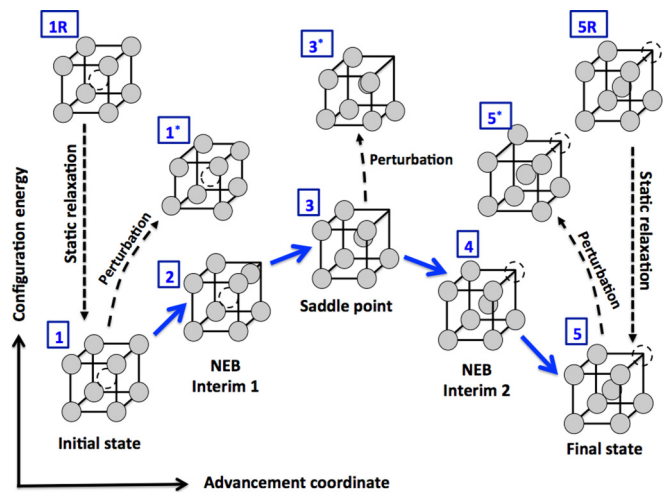 1R
3*
5R
1*
5*
Perturbation
Static relaxation
Static relaxation
Configuration energy
Perturbation
3
4
2
Saddle point
Perturbation
1
5
NEB
Interim 1
NEB
Interim 2
Initial state
Final state
Advancement coordinate